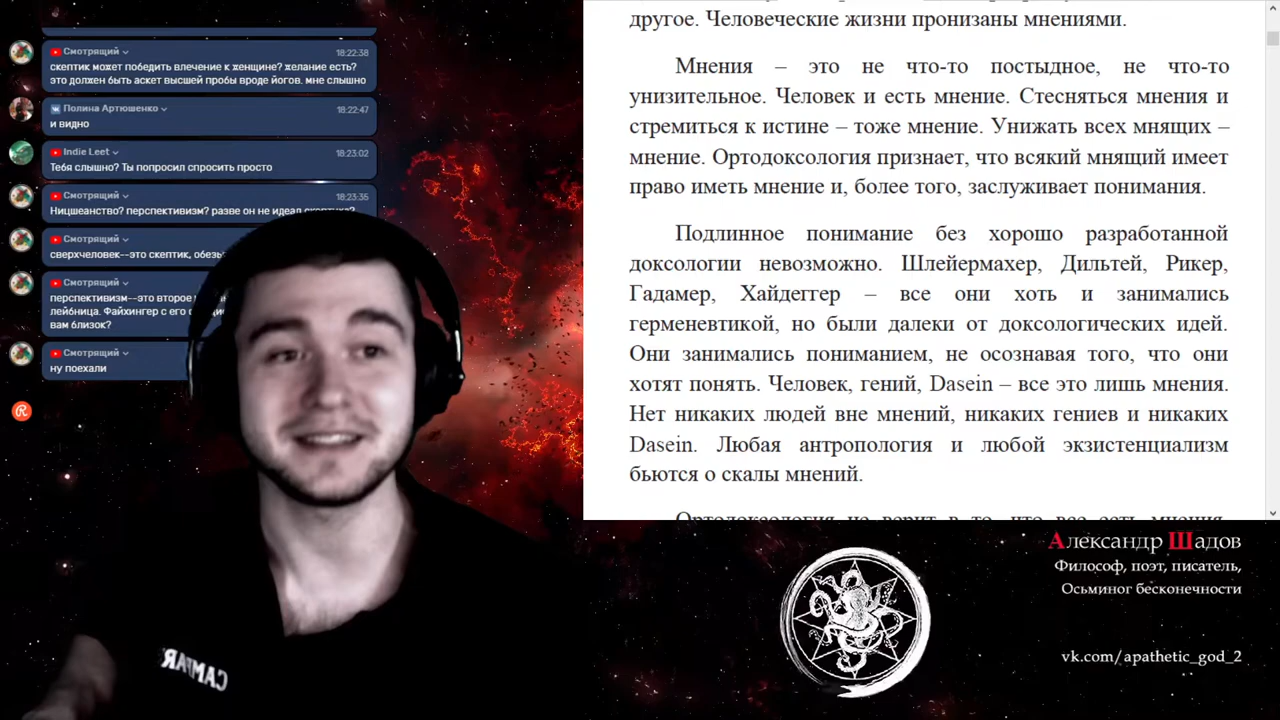 Смотрящий
18:22:38
скептик может победить влечение к женщине? желание есть?
это должен быть аскет высшей пробы вроде йогов. мне слышно
Полина Артюшенко
18:22:47
и видно
Indie Leet
18:23:02
Тебя слышно? Ты попросил спросить просто
Смотрящий
18:23:35
Ницшеанство? перспективизм? разве он не идеал скептика?
Смотрящий
сверхчеловек--это скептик,
Смотрящий
перспективизм--это второе
лейбница. Файхингер с его
вам близок?
Смотрящий
ну поехали
другое. Человеческие жизни пронизаны мнениями.
Мнения – это не что-то постыдное, не что-то
унизительное. Человек и есть мнение. Стесняться мнения и
стремиться к истине – тоже мнение. Унижать всех мнящих –
мнение. Ортодоксология признает, что всякий мнящий имеет
право иметь мнение и, более того, заслуживает понимания.
Подлинное понимание без хорошо разработанной
доксологии невозможно. Шлейермахер, Дильтей, Рикер,
Гадамер, Хайдеггер – все они хоть и занимались
герменевтикой, но были далеки от доксологических идей.
Они занимались пониманием, не осознавая того, что они
хотят понять. Человек, гений, Dasein – все это лишь мнения.
Нет никаких людей вне мнений, никаких гениев и никаких
Dasein. Любая антропология и любой экзистенциализм
бьются о скалы мнений.
Ортодоксология не верит в то, что все есть мнения.
Александр Шадов
Философ, поэт, писатель,
Осьминог бесконечности
vk.com/apathetic_god_2